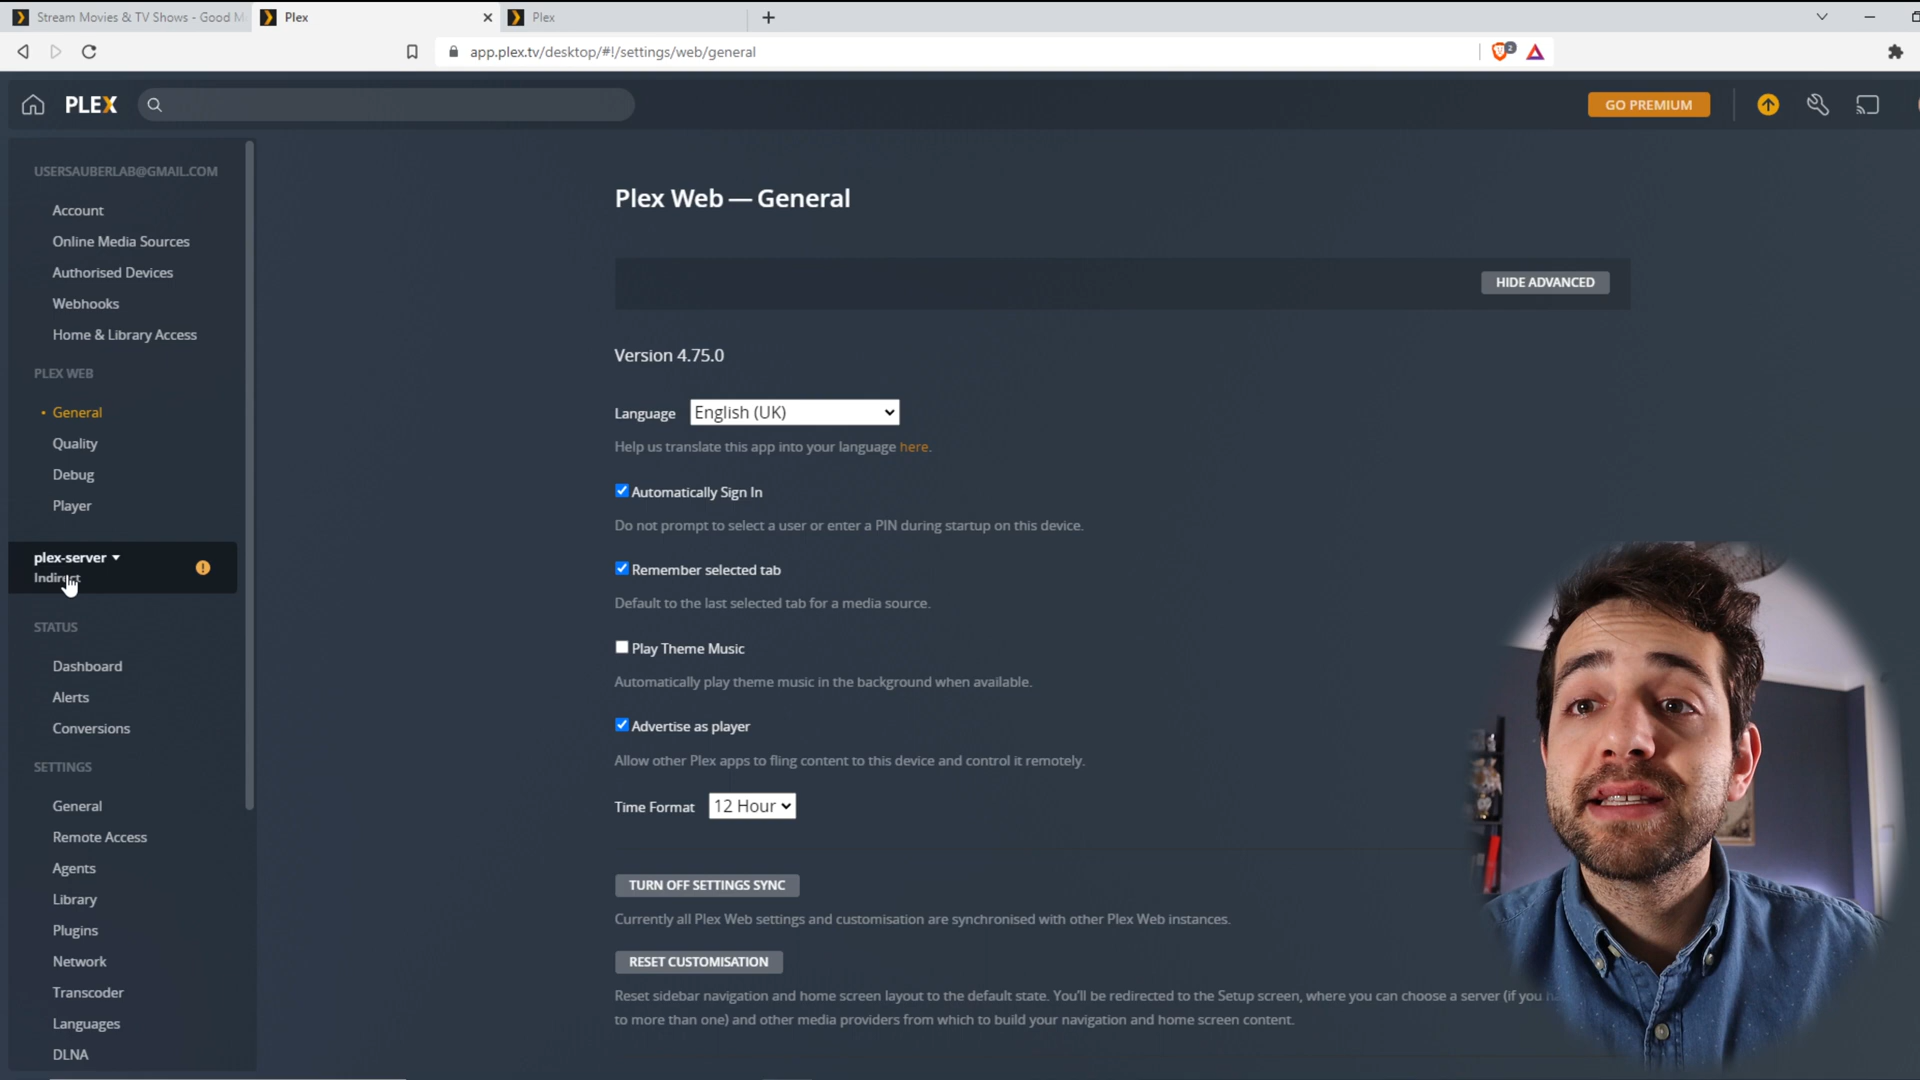 Stream Movies & TV Shows - Good M
Plex
Plex
app.plex.tv/desktop/#!/settings/web/general
2
PLEX
GO PREMIUM
USERSAUBERLAB@GMAIL.COM
Account
Online Media Sources
Authorised Devices
Webhooks
Home & Library Access
PLEX WEB
General
Quality
Debug
Player
plex-server
Indirect
STATUS
Dashboard
Alerts
Conversions
SETTINGS
General
Remote Access
Agents
Library
Plugins
Network
Transcoder
Languages
DLNA
Plex Web — General
HIDE ADVANCED
Version 4.75.0
Language English (UK)
Help us translate this app into your language here.
Automatically Sign In
Do not prompt to select a user or enter a PIN during startup on this device.
Remember selected tab
Default to the last selected tab for a media source.
Play Theme Music
Automatically play theme music in the background when available.
Advertise as player
Allow other Plex apps to fling content to this device and control it remotely.
Time Format 12 Hour
TURN OFF SETTINGS SYNC
Currently all Plex Web settings and customisation are synchronised with other Plex Web instances.
RESET CUSTOMISATION
Reset sidebar navigation and home screen layout to the default state. You'll be redirected to the Setup screen, where you can choose a server (if you
to more than one) and other media providers from which to build your navigation and home screen content.